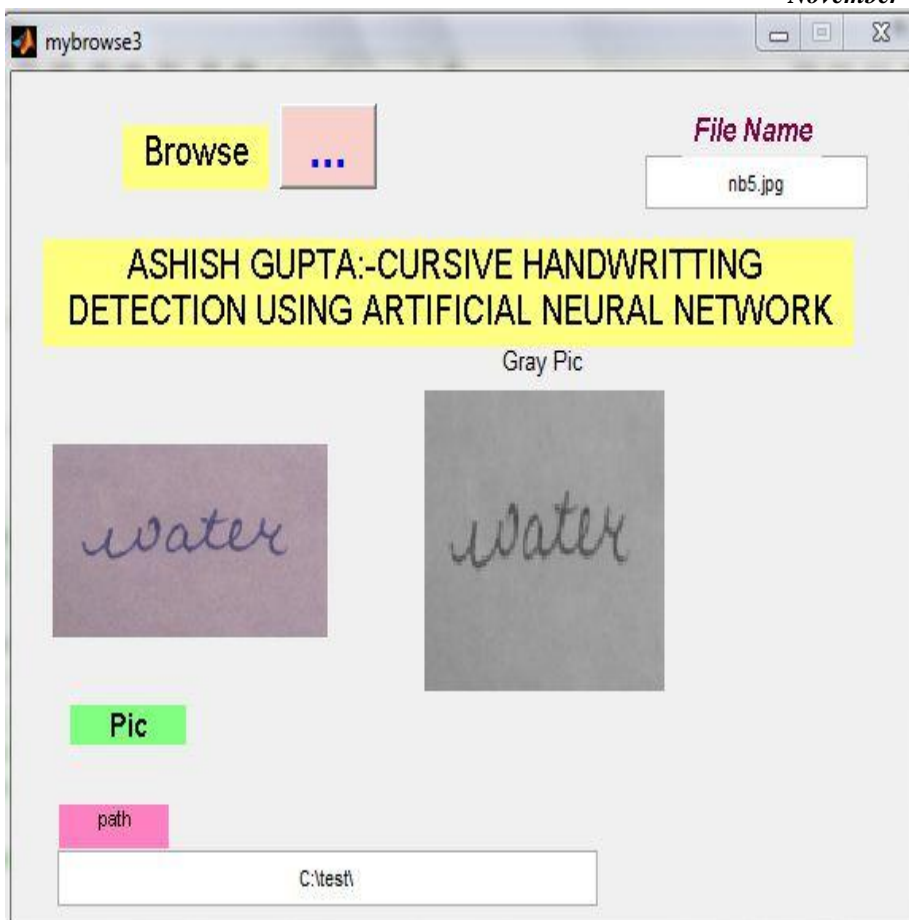 November
mybrowse3
Browse
...
File Name
nb5.jpg
ASHISH GUPTA:-CURSIVE HANDWRITTING
DETECTION USING ARTIFICIAL NEURAL NETWORK
Gray Pic
water
water
Pic
path
C:\test\